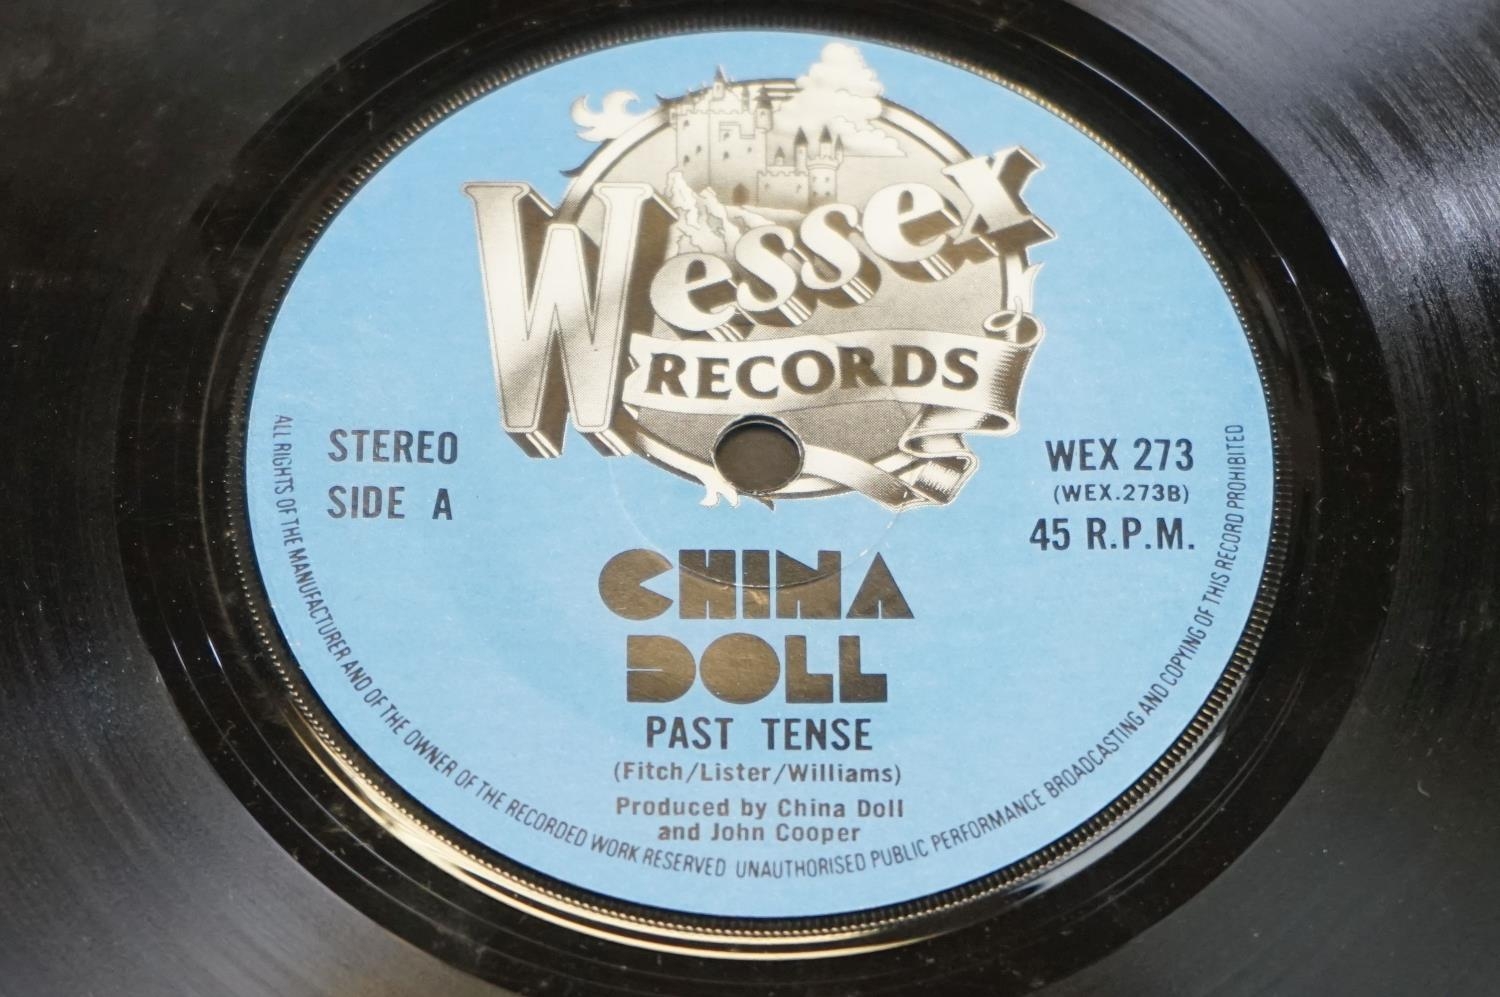 Wessex
RECORDS
STEREO
SIDE A
WEX 273
(WEX.273B)
45 R.P.M.
CHINA
DOLL
PAST TENSE
(Fitch/Lister/Williams)
Produced by China Doll
and John Cooper
ALL RIGHTS OF THE MANUFACTURER AND OF THE OWNER OF THE RECORDED WORK RESERVED UNAUTHORISED PUBLIC PERFORMANCE BROADCASTING AND COPYING OF THIS RECORD PROHIBITED